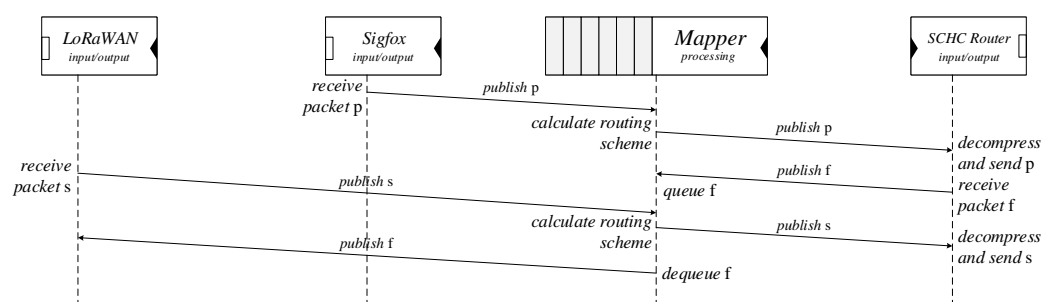 LoRaWAN
input/output
Sigfox
input/output
Mapper
processing
SCHC Router
input/output
receive
packet p
publish p
calculate routing
scheme
publish p
decompress
and send p
receive
packet s
publish s
publish f
queue f
receive
packet f
calculate routing
scheme
publish s
decompress
and send s
publish f
dequeue f